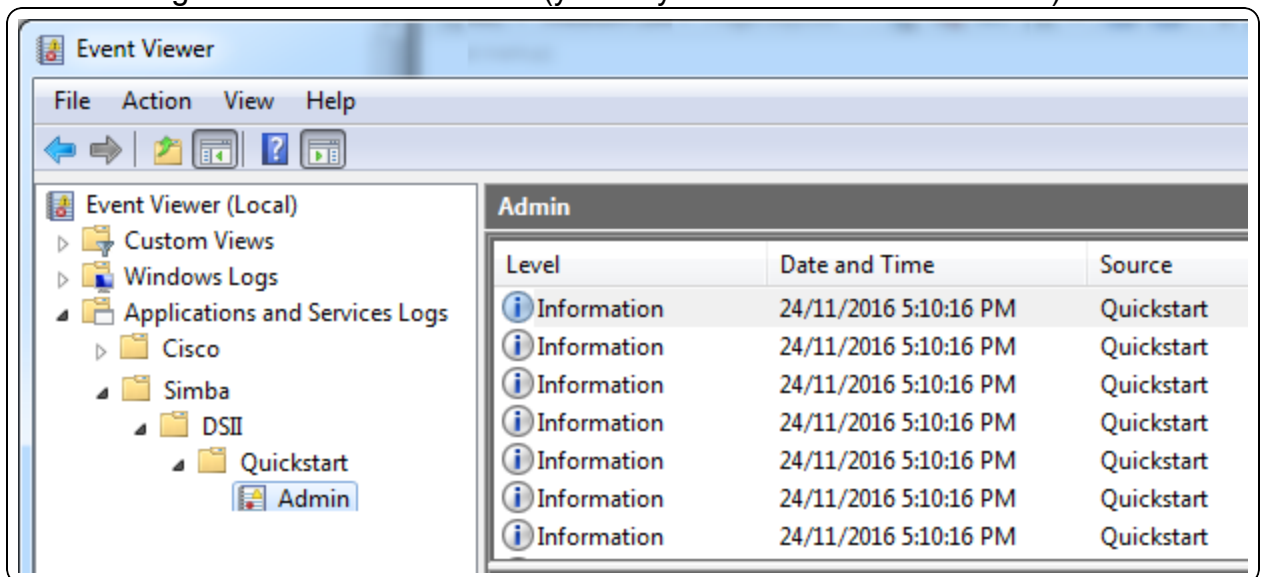 Event Viewer
File Action View Help
Event Viewer (Local)
Custom Views
Windows Logs
Applications and Services Logs
Cisco
Simba
DSII
Quickstart
Admin
Admin
Level Date and Time Source
Information 24/11/2016 5:10:16 PM Quickstart
Information 24/11/2016 5:10:16 PM Quickstart
Information 24/11/2016 5:10:16 PM Quickstart
Information 24/11/2016 5:10:16 PM Quickstart
Information 24/11/2016 5:10:16 PM Quickstart
Information 24/11/2016 5:10:16 PM Quickstart
Information 24/11/2016 5:10:16 PM Quickstart